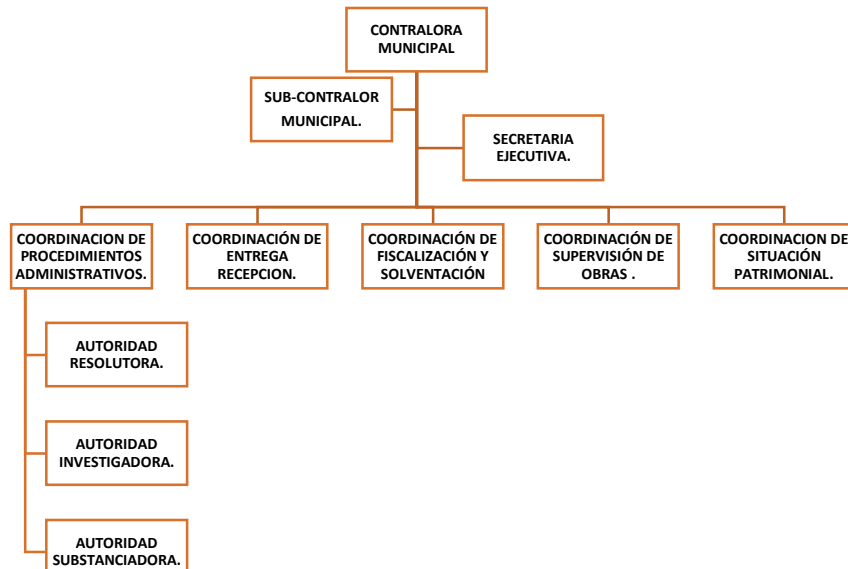 CONTRALORA
MUNICIPAL
SUB-CONTRALOR
MUNICIPAL.
SECRETARIA
EJECUTIVA.
COORDINACION DE
PROCEDIMIENTOS
ADMINISTRATIVOS.
COORDINACIÓN DE
ENTREGA
RECEPCION.
COORDINACIÓN DE
FISCALIZACIÓN Y
SOLVENTACIÓN
COORDINACIÓN DE
SUPERVISIÓN DE
OBRAS .
COORDINACION DE
SITUACIÓN
PATRIMONIAL.
AUTORIDAD
RESOLUTORA.
AUTORIDAD
INVESTIGADORA.
AUTORIDAD
SUBSTANCIADORA.